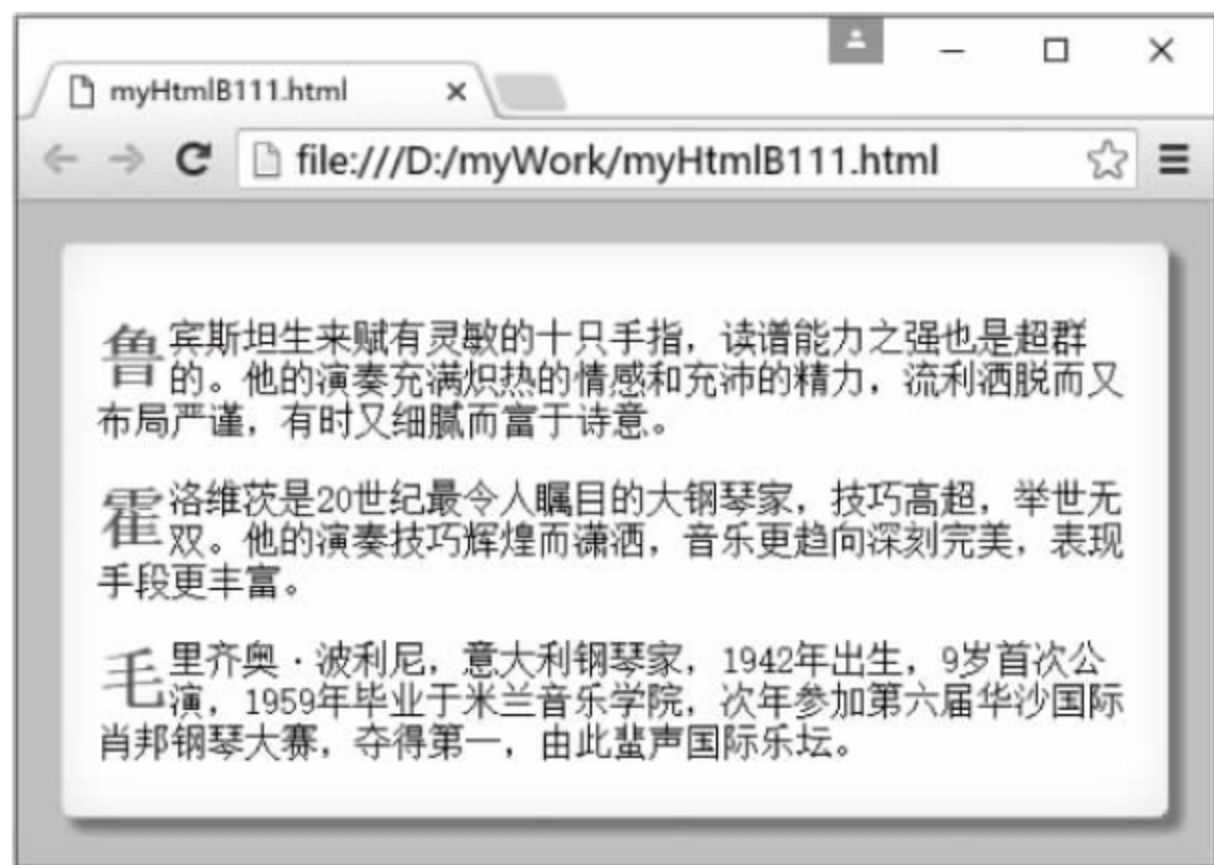 myHtmlB111.html
file:///D:/myWork/myHtmlB111.html
鲁宾斯坦生来赋有灵敏的十只手指，读谱能力之强也是超群
的。他的演奏充满炽热的情感和充沛的精力，流利洒脱而又
布局严谨，有时又细腻而富于诗意。
霍洛维茨是20世纪最令人瞩目的大钢琴家，技巧高超，举世无
双。他的演奏技巧辉煌而潇洒，音乐更趋向深刻完美，表现
手段更丰富。
毛里齐奥·波利尼，意大利钢琴家，1942年出生，9岁首次公
演，1959年毕业于米兰音乐学院，次年参加第六届华沙国际
肖邦钢琴大赛，夺得第一，由此蜚声国际乐坛。